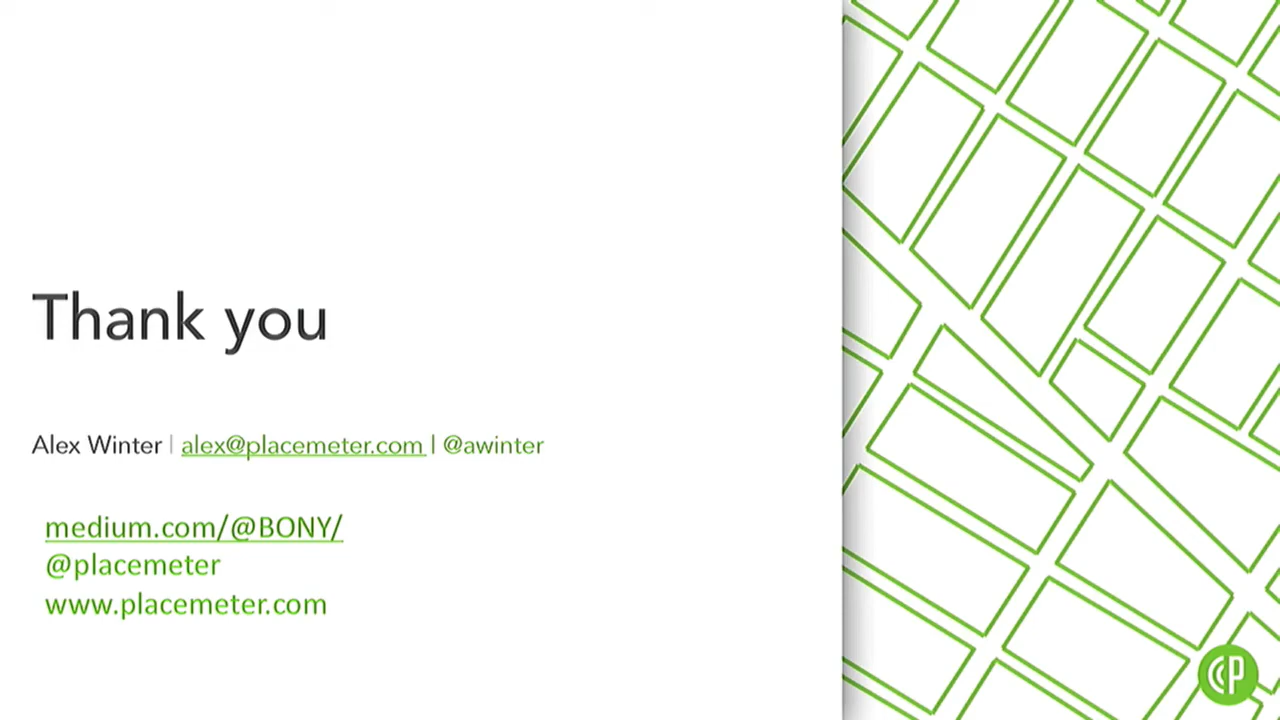 Thank you
Alex Winter | alex@placemeter.com | @awinter
medium.com/@BONY/
@placemeter
www.placemeter.com